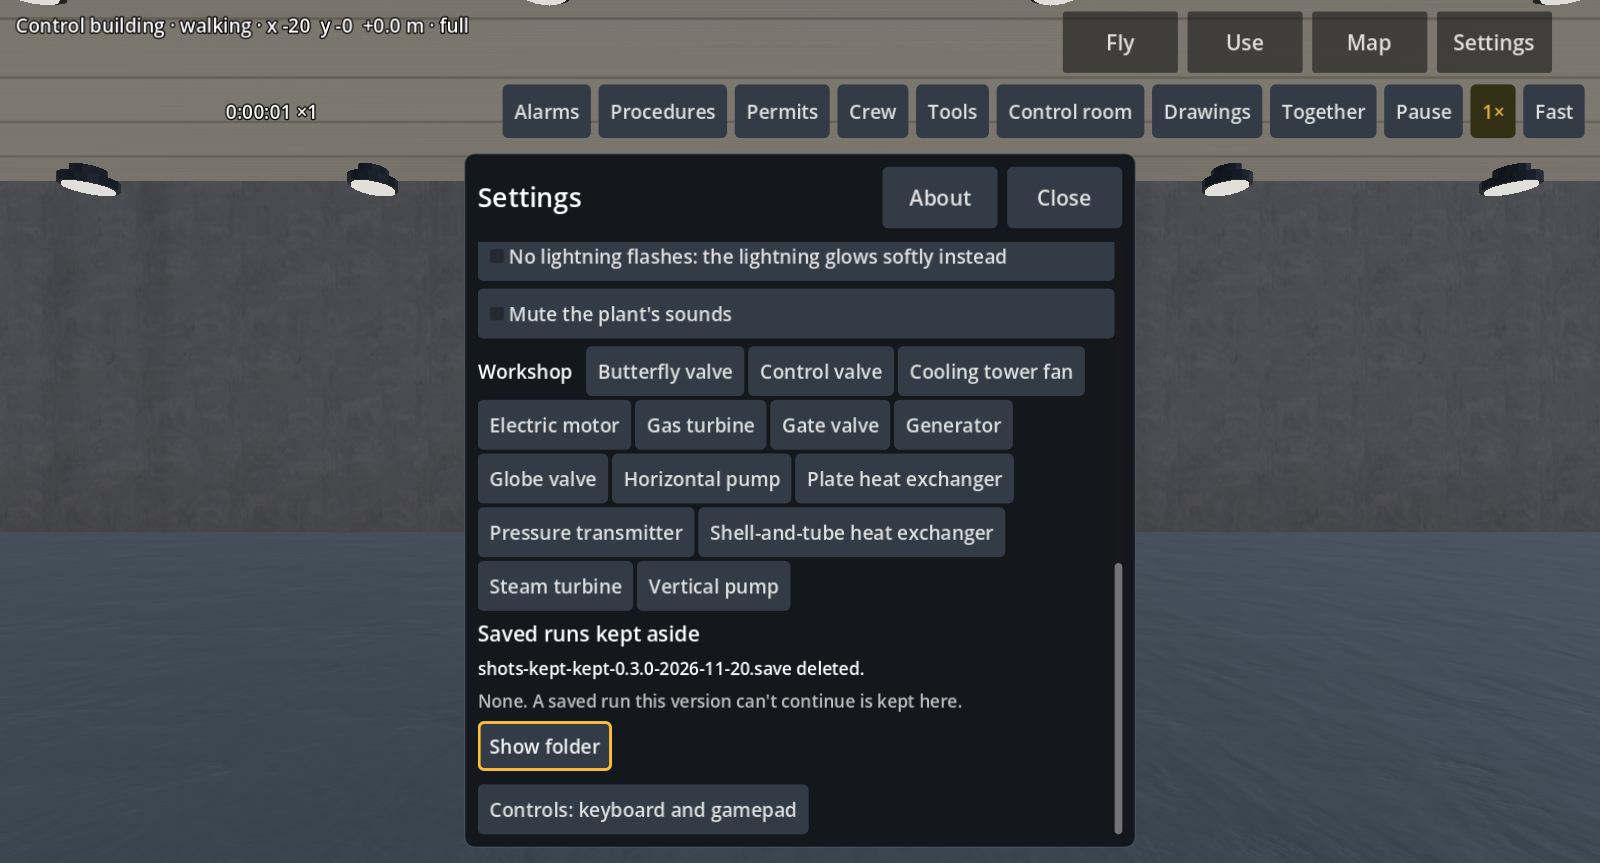 Control building · walking · x -20 y -0 +0.0 m · full
Fly Use Map Settings
0:00:01 ×1
Alarms Procedures Permits Crew Tools Control room Drawings Together Pause 1× Fast
Settings About Close
No lightning flashes: the lightning glows softly instead
Mute the plant's sounds
Workshop Butterfly valve Control valve Cooling tower fan
Electric motor Gas turbine Gate valve Generator
Globe valve Horizontal pump Plate heat exchanger
Pressure transmitter Shell-and-tube heat exchanger
Steam turbine Vertical pump
Saved runs kept aside
shots-kept-kept-0.3.0-2026-11-20.save deleted.
None. A saved run this version can't continue is kept here.
Show folder
Controls: keyboard and gamepad